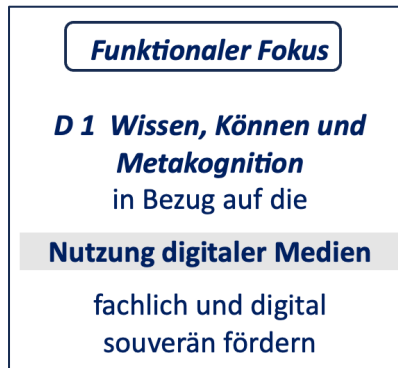 Funktionaler Fokus
D 1 Wissen, Können und
Metakognition
in Bezug auf die
Nutzung digitaler Medien
fachlich und digital
souverän fördern